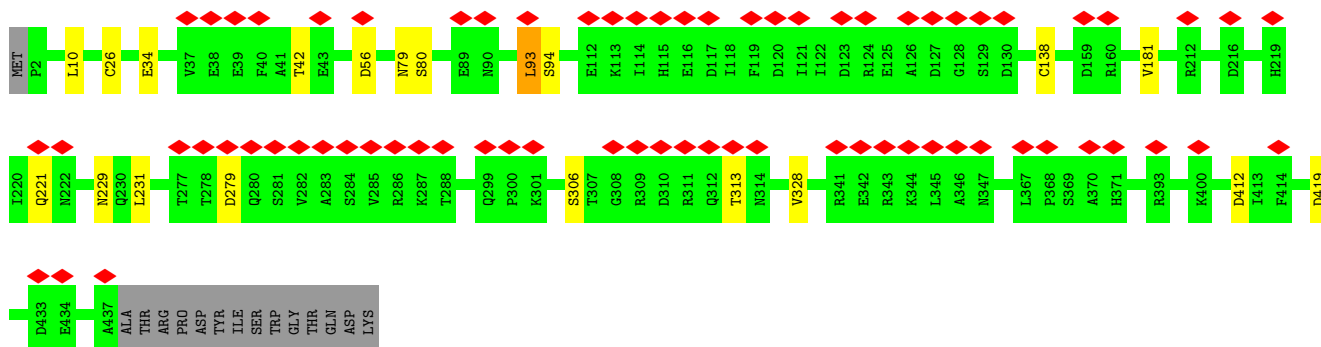 MET P2 L10 C26 E34 V37 E38 E39 F40 A41 T42 E43 D56 N79 S80 E89 N90 L93 S94 E112 K113 I114 H115 E116 D117 I118 F119 D120 I121 I122 D123 R124 E125 A126 D127 G128 S129 D130 C138 D159 R160 V181 R212 D216 H219
I220 Q221 N222 N229 Q230 L231 T277 T278 D279 Q280 S281 V282 A283 S284 V285 R286 K287 T288 Q299 P300 K301 S306 T307 G308 R309 D310 R311 Q312 T313 N314 V328 R341 E342 R343 K344 L345 A346 N347 L367 P368 S369 A370 H371 R393 K400 D412 I413 F414 D419
D433 E434 A437 ALA THR ARG PRO ASP TYR ILE SER TRP GLY THR GLN ASP LYS